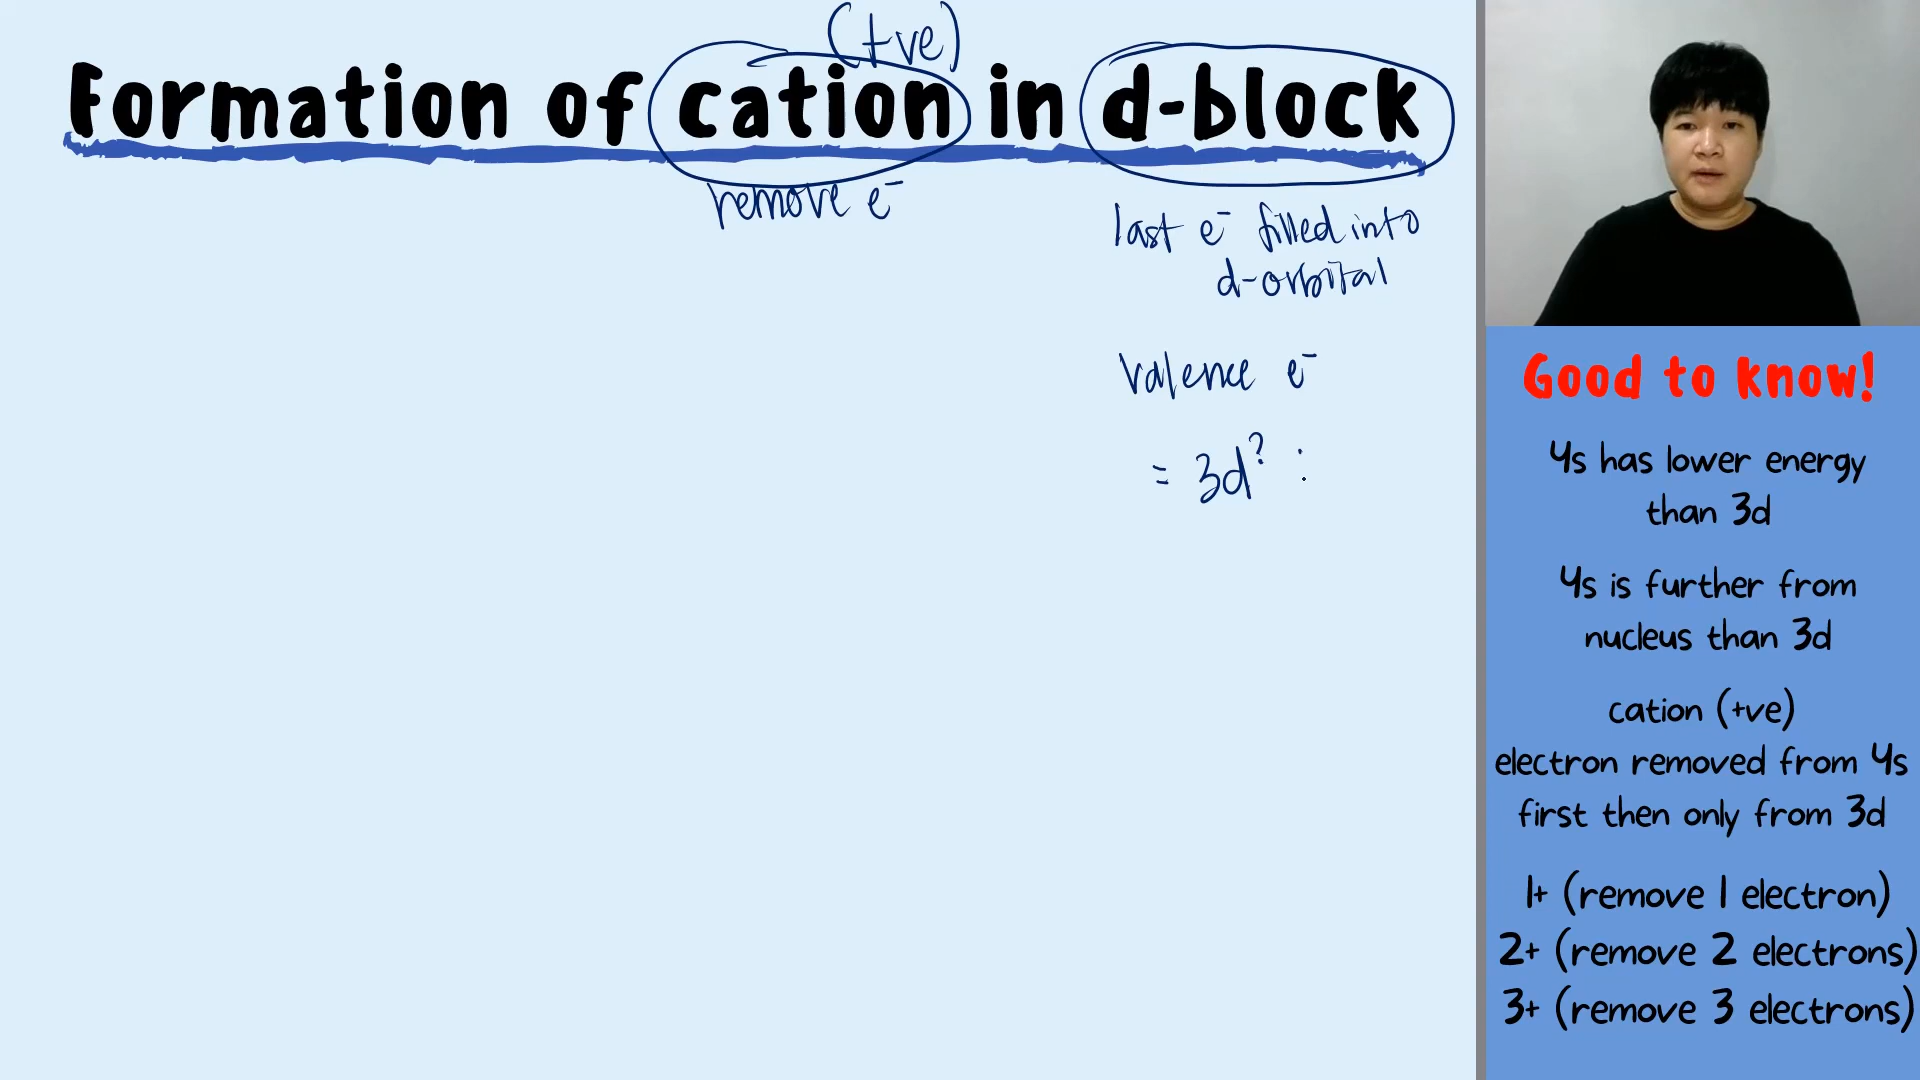 (+ve)
Formation of cation in d-block
remove e⁻
last e⁻ filled into
d-orbital
valence e⁻
= 3d?
Good to know!
4s has lower energy
than 3d
4s is further from
nucleus than 3d
cation (+ve)
electron removed from 4s
first then only from 3d
1+ (remove 1 electron)
2+ (remove 2 electrons)
3+ (remove 3 electrons)